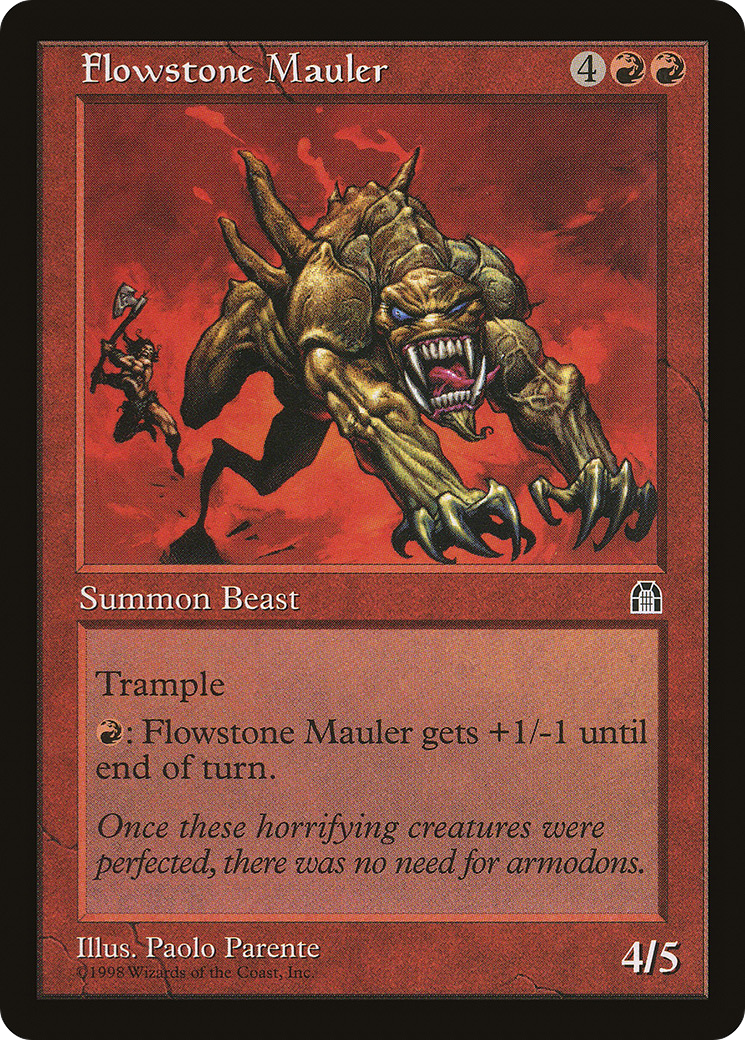 Flowstone Mauler 4
Summon Beast
Trample
: Flowstone Mauler gets +1/-1 until
end of turn.
Once these horrifying creatures were
perfected, there was no need for armodons.
Illus. Paolo Parente
©1998 Wizards of the Coast, Inc.
4/5